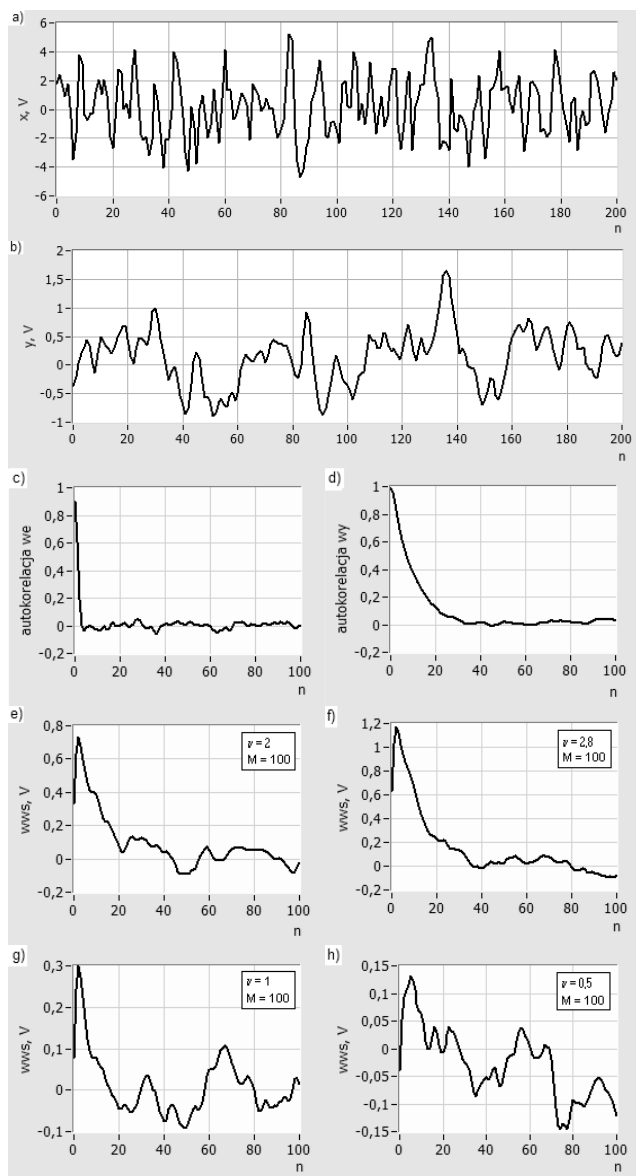 a)
6
4
2
0
-2
-4
-6
x, V
0 20 40 60 80 100 120 140 160 180 200
n
b)
2
1,5
1
0,5
0
-0,5
-1
y, V
0 20 40 60 80 100 120 140 160 180 200
n
c)
1
0,8
0,6
0,4
0,2
0
-0,2
autokorelacja we
0 20 40 60 80 100
n
d)
1
0,8
0,6
0,4
0,2
0
-0,2
autokorelacja wy
0 20 40 60 80 100
n
e)
0,8
0,6
0,4
0,2
0
-0,2
wws, V
ν = 2
M = 100
0 20 40 60 80 100
n
f)
1,2
1
0,8
0,6
0,4
0,2
0
-0,2
wws, V
ν = 2,8
M = 100
0 20 40 60 80 100
n
g)
0,3
0,2
0,1
0
-0,1
wws, V
ν = 1
M = 100
0 20 40 60 80 100
n
h)
0,15
0,1
0,05
0
-0,05
-0,1
-0,15
wws, V
ν = 0,5
M = 100
0 20 40 60 80 100
n